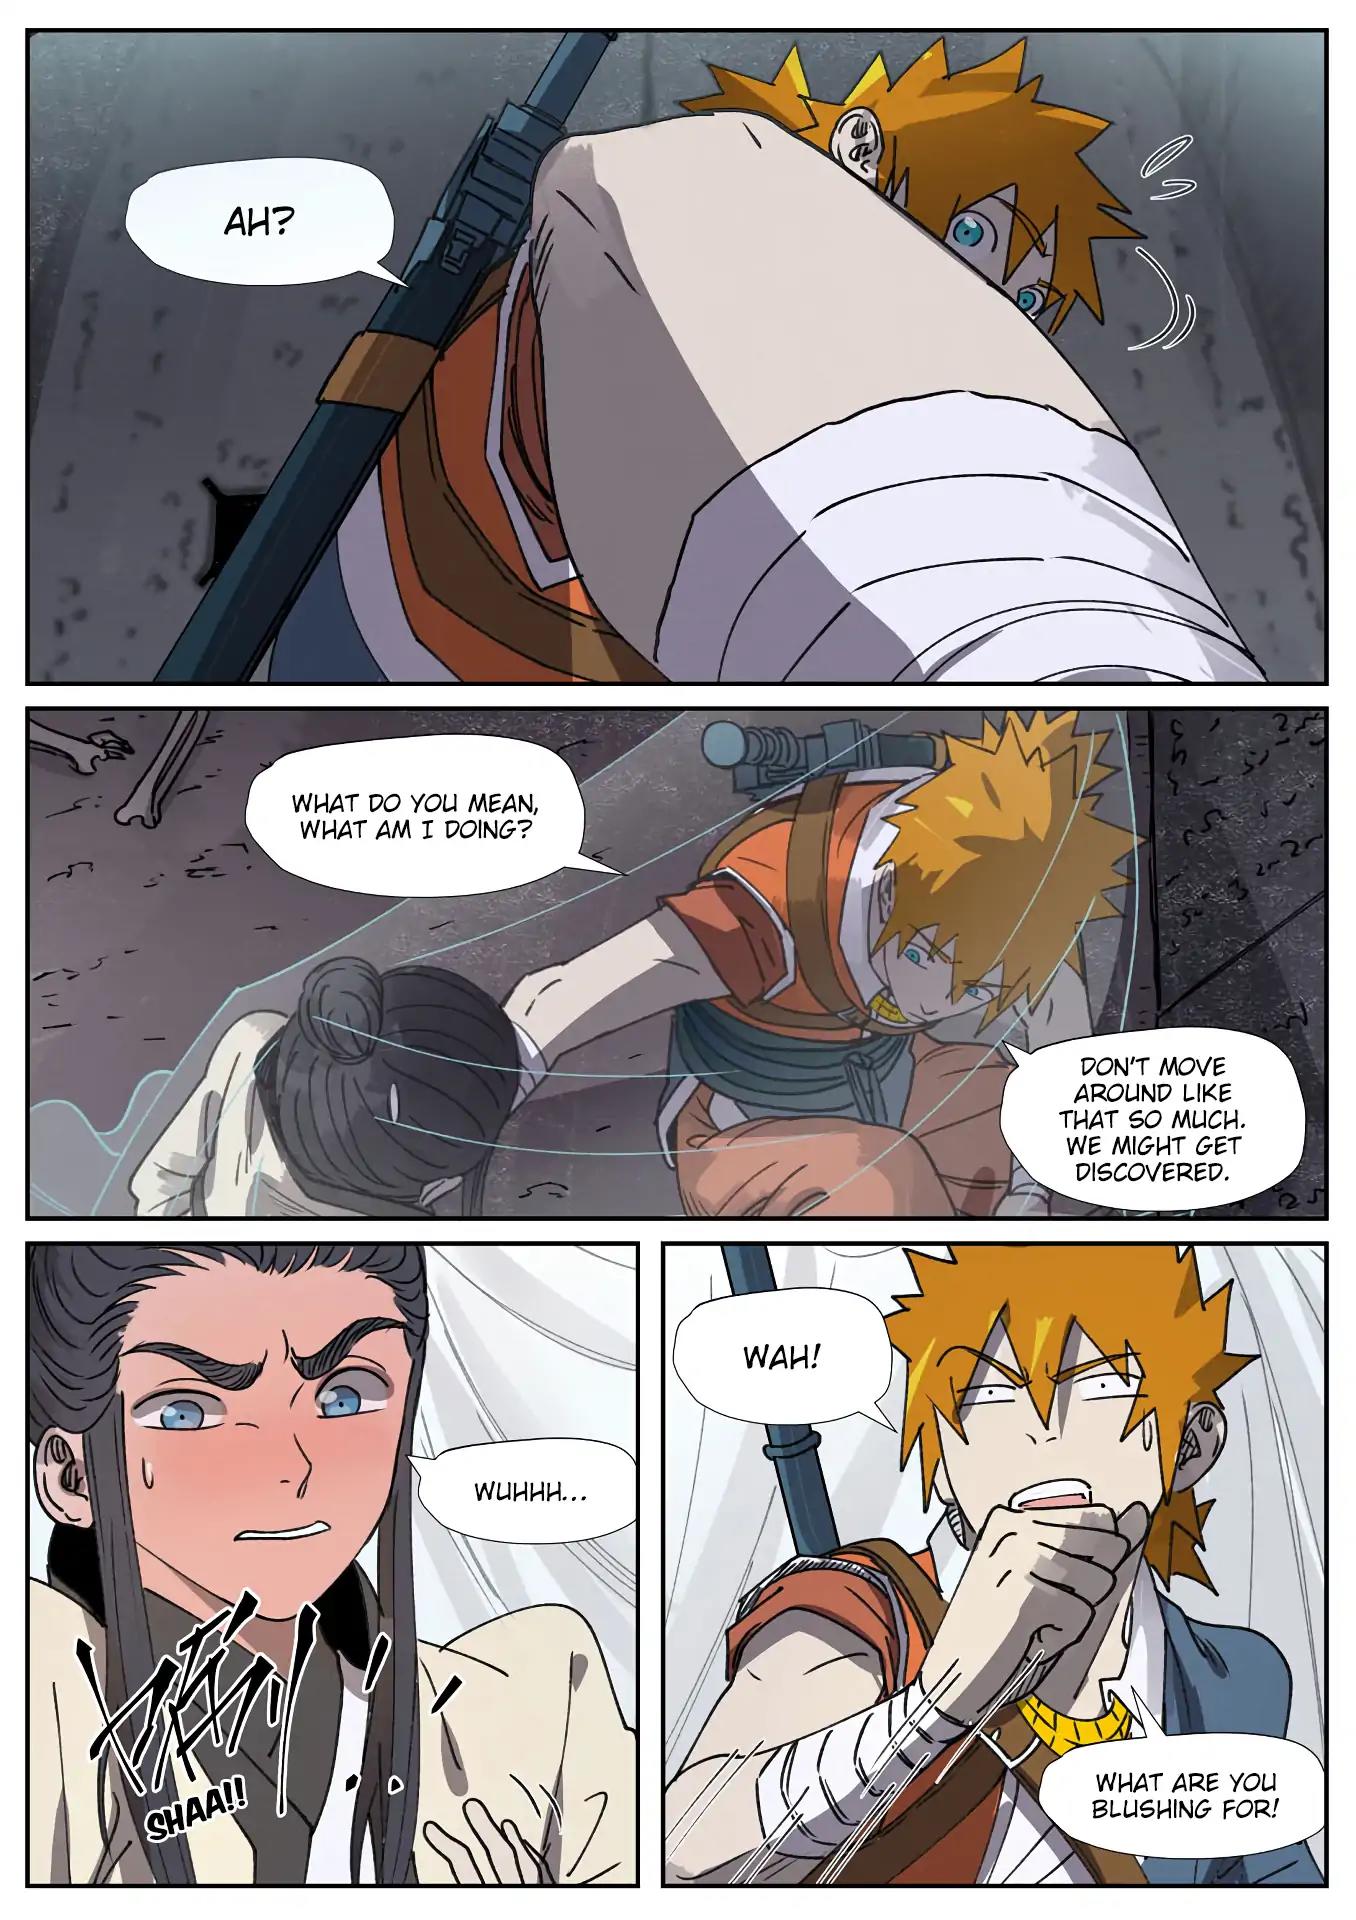 AH?
WHAT DO YOU MEAN,
WHAT AM I DOING?
DON'T MOVE
AROUND LIKE
THAT SO MUCH.
WE MIGHT GET
DISCOVERED.
WUHHH...
SHAA!!
WAH!
WHAT ARE YOU
BLUSHING FOR!